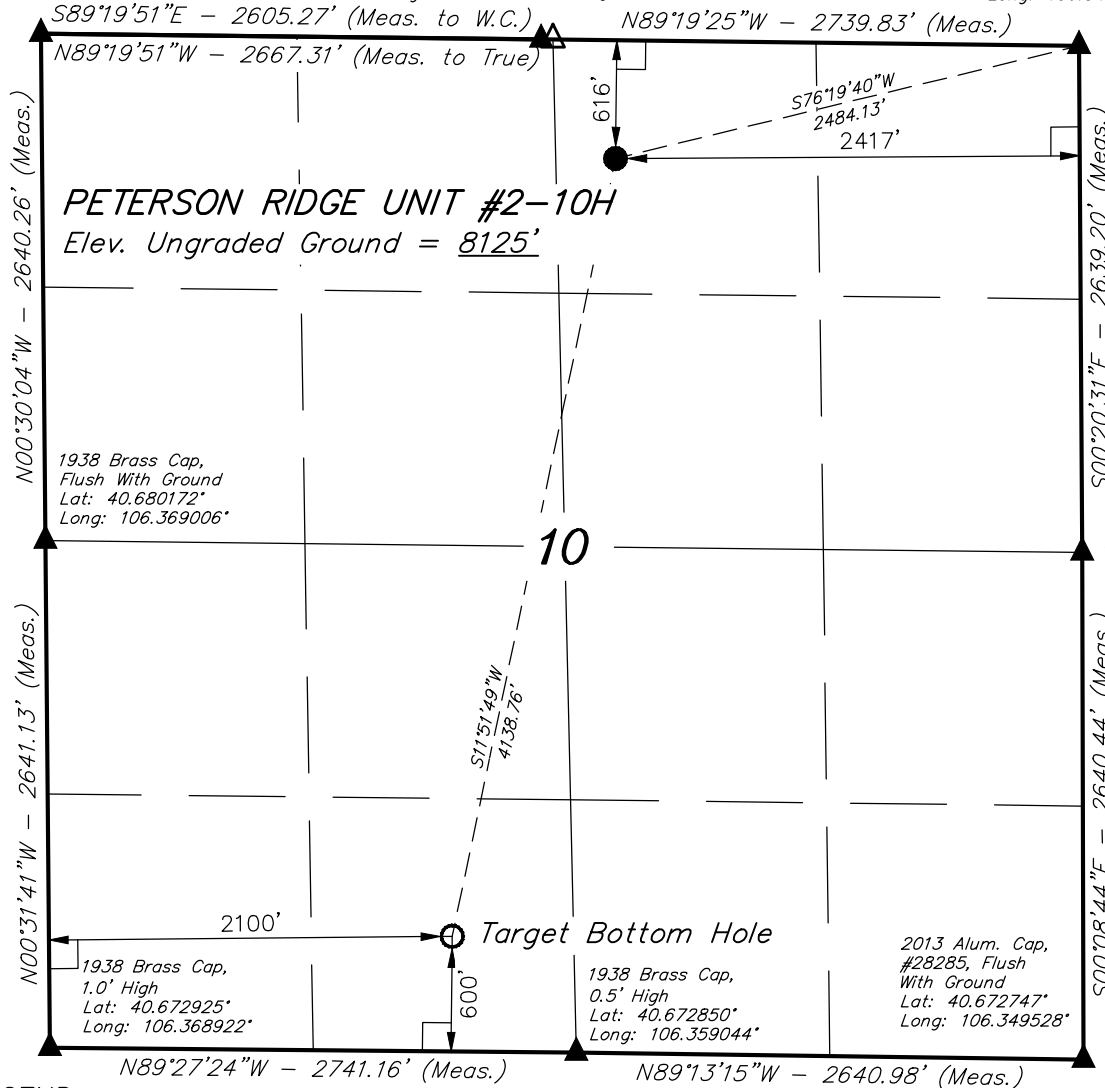 S89°19'51"E – 2605.27' (Meas. to W.C.)
N89°19'25"W – 2739.83' (Meas.)
N89°19'51"W – 2667.31' (Meas. to True)
616'
S76°19'40"W
2484.13'
2417'
N00°30'04"W – 2640.26' (Meas.)
S00°20'31"E – 2639.20' (Meas.)
PETERSON RIDGE UNIT #2–10H
Elev. Ungraded Ground = 8125'
1938 Brass Cap,
Flush With Ground
Lat: 40.680172°
Long: 106.369006°
10
S11°51'49"W
4138.76'
N00°31'41"W – 2641.13' (Meas.)
S00°08'44"E – 2640.44' (Meas.)
2100'
Target Bottom Hole
600'
1938 Brass Cap,
1.0' High
Lat: 40.672925°
Long: 106.368922°
1938 Brass Cap,
0.5' High
Lat: 40.672850°
Long: 106.359044°
2013 Alum. Cap,
#28285, Flush
With Ground
Lat: 40.672747°
Long: 106.349528°
N89°27'24"W – 2741.16' (Meas.)
N89°13'15"W – 2640.98' (Meas.)